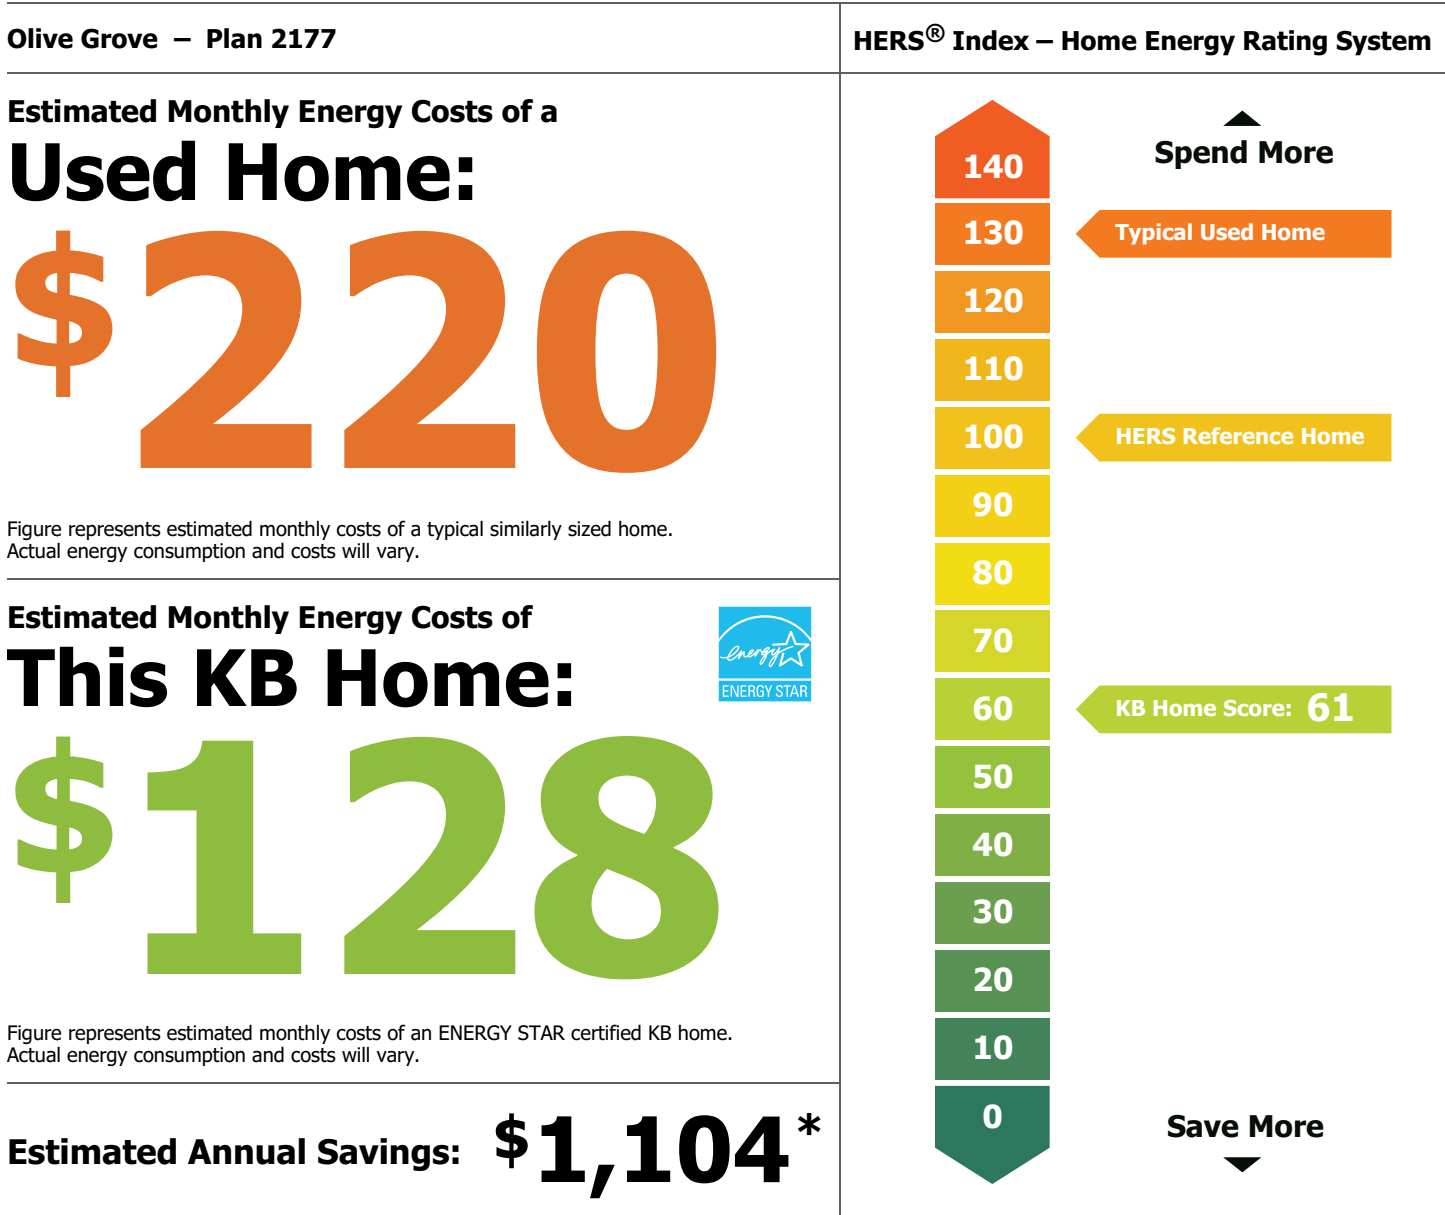 Olive Grove – Plan 2177
Estimated Monthly Energy Costs of a
Used Home:
$220
Figure represents estimated monthly costs of a typical similarly sized home.
Actual energy consumption and costs will vary.
Estimated Monthly Energy Costs of
This KB Home:
energy
ENERGY STAR
$128
Figure represents estimated monthly costs of an ENERGY STAR certified KB home.
Actual energy consumption and costs will vary.
Estimated Annual Savings: $1,104*
HERS® Index – Home Energy Rating System
Spend More
140
130 Typical Used Home
120
110
100 HERS Reference Home
90
80
70
60 KB Home Score: 61
50
40
30
20
10
0
Save More